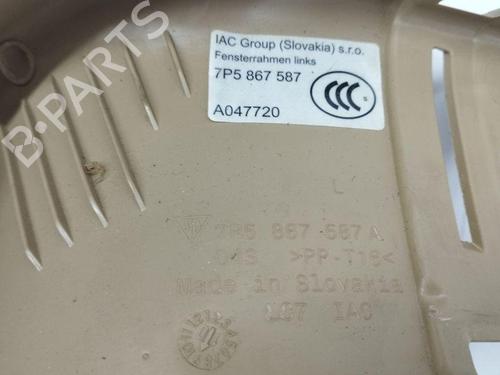 IAC Group (Slovakia) s.r.o.
Fensterrahmen links
7P5 867 587
CCC
A047720
L
7P5 867 587 A
>PP-T16<
Made in Slovakia
IAC
B-Parts